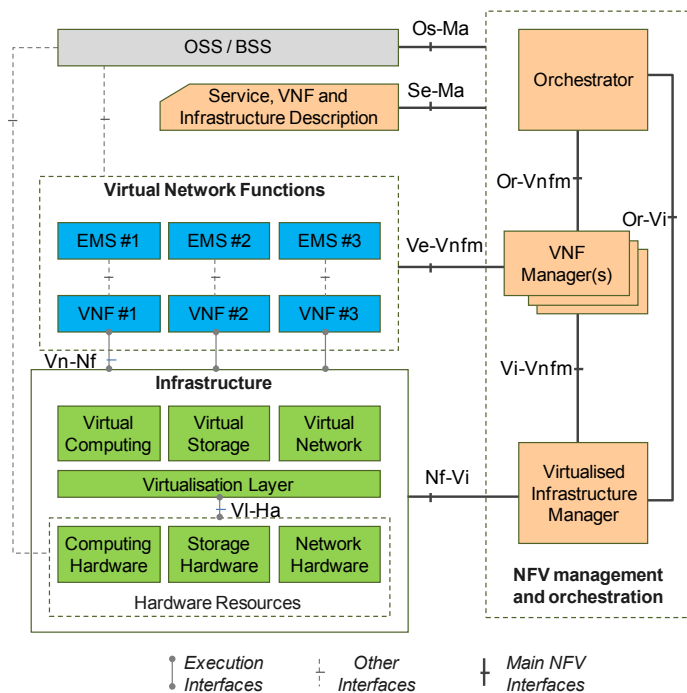 Os-Ma
OSS / BSS
Orchestrator
Se-Ma
Service, VNF and
Infrastructure Description
Or-Vnfm
Virtual Network Functions
Or-Vi
EMS #1
EMS #2
EMS #3
Ve-Vnfm
VNF
Manager(s)
VNF #1
VNF #2
VNF #3
Vn-Nf
Vi-Vnfm
Infrastructure
Virtual
Computing
Virtual
Storage
Virtual
Network
Virtualisation Layer
Nf-Vi
Virtualised
Infrastructure
Manager
VI-Ha
Computing
Hardware
Storage
Hardware
Network
Hardware
Hardware Resources
NFV management
and orchestration
Execution
Interfaces
Other
Interfaces
Main NFV
Interfaces